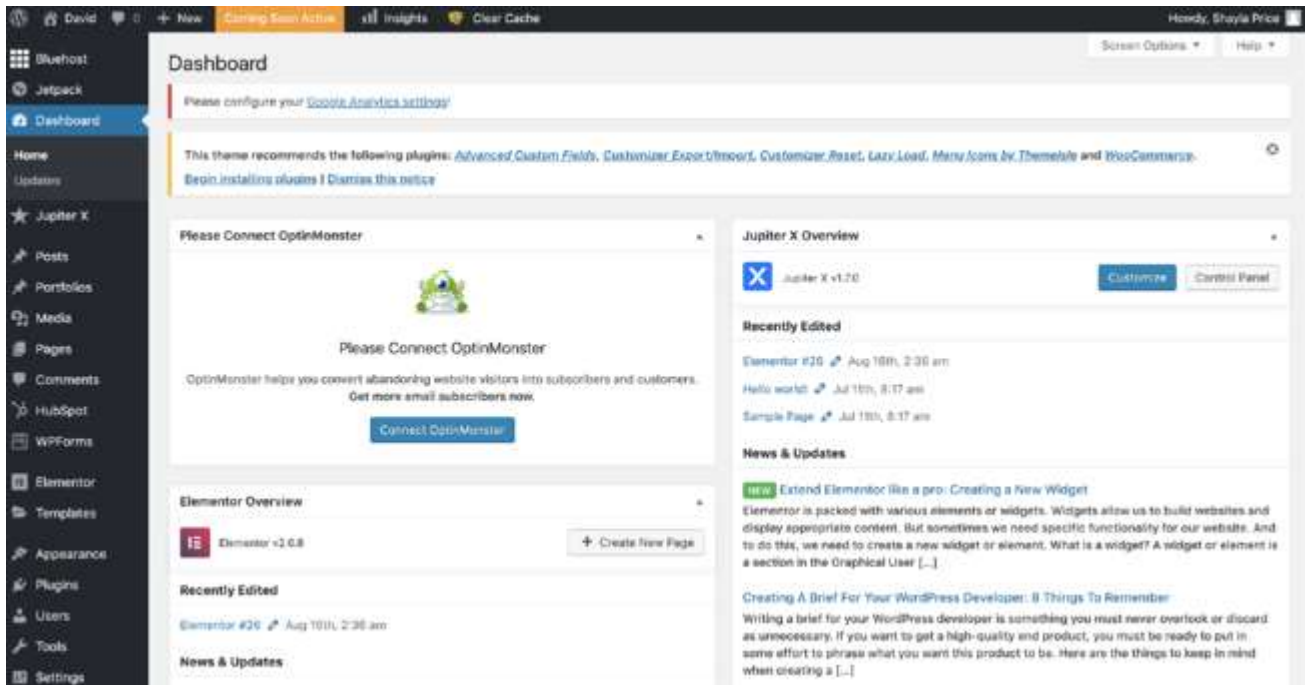 David 0 + New Coming Soon Active Insights Clear Cache Howdy, Shayla Price
Screen Options Help
Bluehost
Jetpack
Dashboard
Home
Updates
Jupiter X
Posts
Portfolios
Media
Pages
Comments
HubSpot
WPForms
Elementor
Templates
Appearance
Plugins
Users
Tools
Settings
Dashboard
Please configure your Google Analytics settings!
This theme recommends the following plugins: Advanced Custom Fields, Customizer Export/Import, Customizer Reset, Lazy Load, Menu Icons by ThemeIsle and WooCommerce.
Begin installing plugins | Dismiss this notice
Please Connect OptinMonster
Please Connect OptinMonster
OptinMonster helps you convert abandoning website visitors into subscribers and customers.
Get more email subscribers now.
Connect OptinMonster
Elementor Overview
Elementor
+ Create New Page
Recently Edited
Elementor #26 Aug 16th, 2:36 am
News & Updates
Jupiter X Overview
Jupiter X
Customize Control Panel
Recently Edited
Elementor #26 Aug 16th, 2:36 am
Hello world! Jul 11th, 8:17 am
Sample Page Jul 11th, 8:17 am
News & Updates
NEW Extend Elementor like a pro: Creating a New Widget
Elementor is packed with various elements or widgets. Widgets allow us to build websites and
display appropriate content. But sometimes we need specific functionality for our website. And
to do this, we need to create a new widget or element. What is a widget? A widget or element is
a section in the Graphical User [...]
Creating A Brief For Your WordPress Developer: 8 Things To Remember
Writing a brief for your WordPress developer is something you must never overlook or discard
as unnecessary. If you want to get a high-quality end product, you must be ready to put in
some effort to phrase what you want this product to be. Here are the things to keep in mind
when creating a [...]